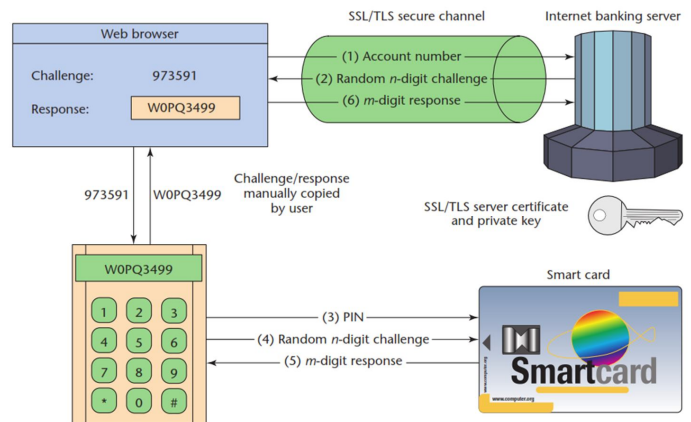 SSL/TLS secure channel
Internet banking server
Web browser
Challenge: 973591
Response: W0PQ3499
(1) Account number
(2) Random n-digit challenge
(6) m-digit response
973591
W0PQ3499
Challenge/response
manually copied
by user
SSL/TLS server certificate
and private key
W0PQ3499
1 2 3
4 5 6
7 8 9
* 0 #
(3) PIN
(4) Random n-digit challenge
(5) m-digit response
Smart card
Smartcard
www.computer.org